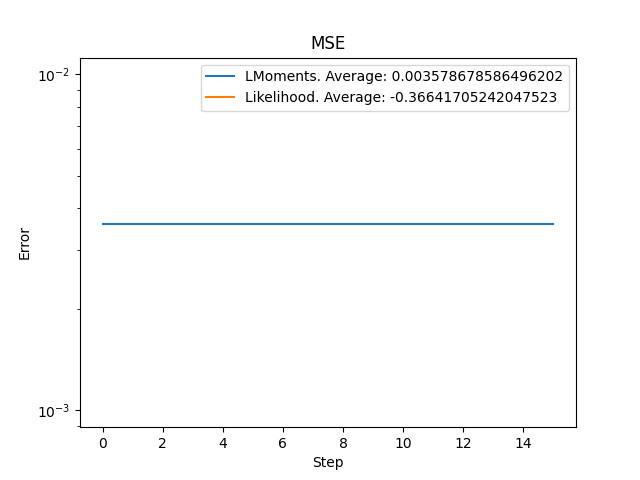 MSE
LMoments. Average: 0.003578678586496202
Likelihood. Average: -0.36641705242047523
10⁻²
Error
10⁻³
0 2 4 6 8 10 12 14
Step